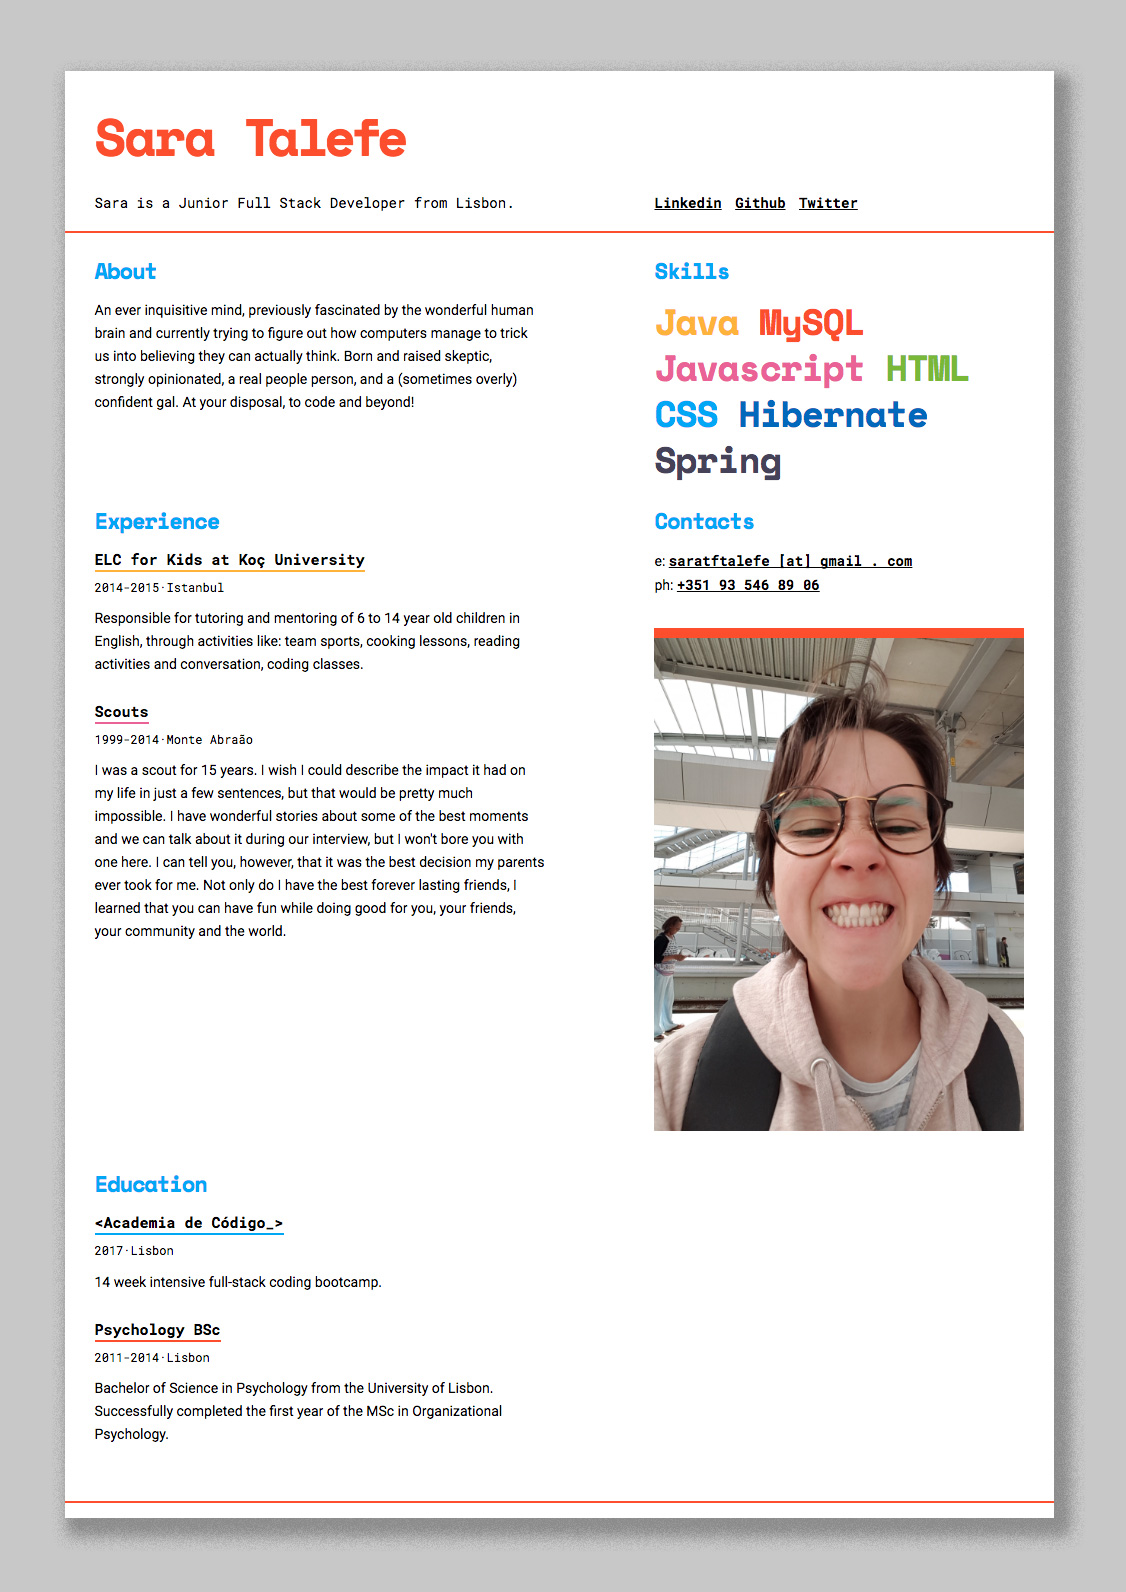 Sara Talefe
Sara is a Junior Full Stack Developer from Lisbon.
Linkedin Github Twitter
About
An ever inquisitive mind, previously fascinated by the wonderful human
brain and currently trying to figure out how computers manage to trick
us into believing they can actually think. Born and raised skeptic,
strongly opinionated, a real people person, and a (sometimes overly)
confident gal. At your disposal, to code and beyond!
Skills
Java MySQL
Javascript HTML
CSS Hibernate
Spring
Experience
ELC for Kids at Koç University
2014-2015·Istanbul
Responsible for tutoring and mentoring of 6 to 14 year old children in
English, through activities like: team sports, cooking lessons, reading
activities and conversation, coding classes.
Scouts
1999-2014·Monte Abraão
I was a scout for 15 years. I wish I could describe the impact it had on
my life in just a few sentences, but that would be pretty much
impossible. I have wonderful stories about some of the best moments
and we can talk about it during our interview, but I won't bore you with
one here. I can tell you, however, that it was the best decision my parents
ever took for me. Not only do I have the best forever lasting friends, I
learned that you can have fun while doing good for you, your friends,
your community and the world.
Contacts
e: saratftalefe [at] gmail . com
ph: +351 93 546 89 06
Education
<Academia de Código_>
2017·Lisbon
14 week intensive full-stack coding bootcamp.
Psychology BSc
2011-2014·Lisbon
Bachelor of Science in Psychology from the University of Lisbon.
Successfully completed the first year of the MSc in Organizational
Psychology.